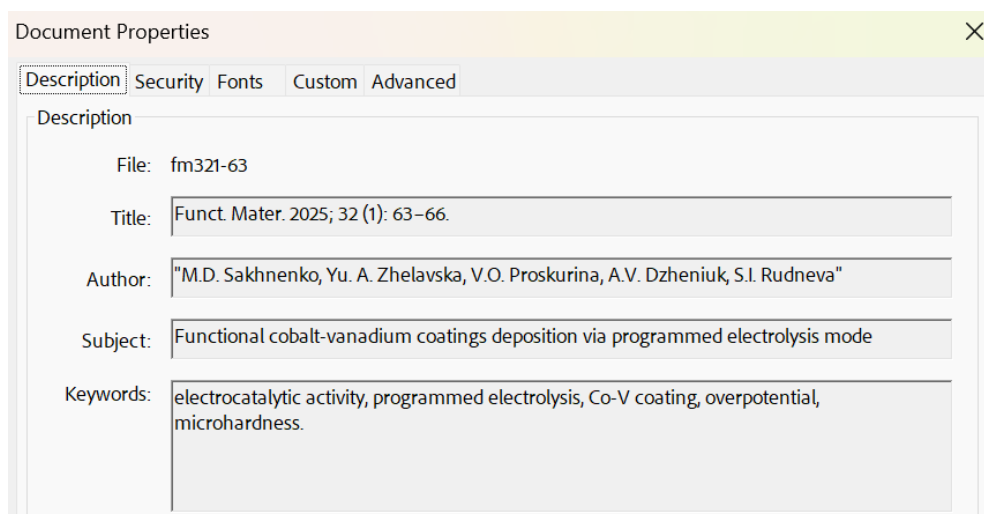 Document Properties
Description Security Fonts Custom Advanced
Description
File: fm321-63
Title: Funct. Mater. 2025; 32 (1): 63–66.
Author: "M.D. Sakhnenko, Yu. A. Zhelavska, V.O. Proskurina, A.V. Dzheniuk, S.I. Rudneva"
Subject: Functional cobalt-vanadium coatings deposition via programmed electrolysis mode
Keywords: electrocatalytic activity, programmed electrolysis, Co-V coating, overpotential,
microhardness.